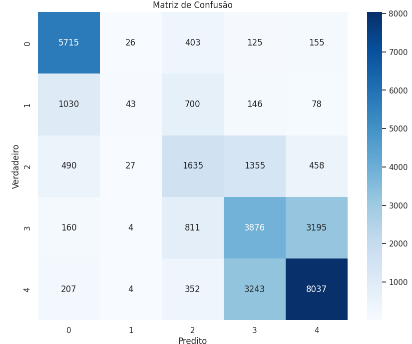 Matriz de Confusão
Verdadeiro
0 5715 26 403 125 155
1 1030 43 700 146 78
2 490 27 1635 1355 458
3 160 4 811 3876 3195
4 207 4 352 3243 8037
0 1 2 3 4
Predito
8000
7000
6000
5000
4000
3000
2000
1000